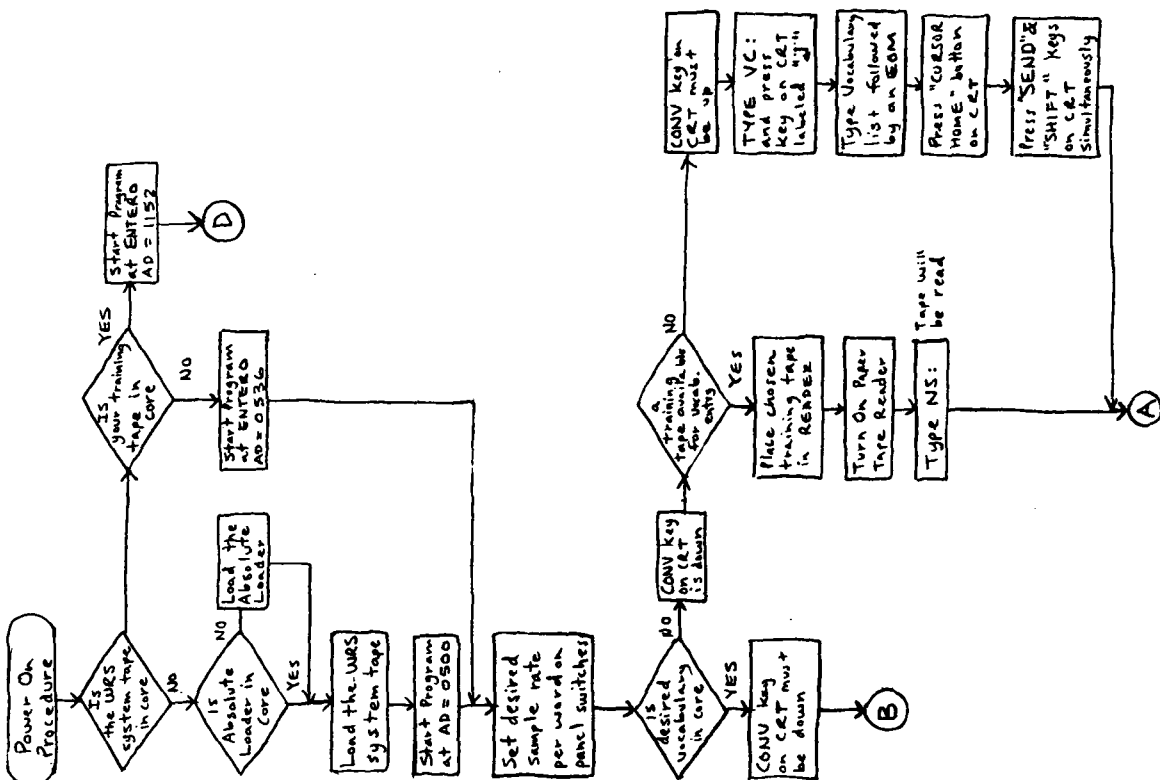 Power On
Procedure
Is
the WRS
system tape
in core
NO
Is
Absolute
Loader in
Core
NO
Load the
Absolute
Loader
YES
Load the WRS
system tape
Start Program
at AD = 0500
Is
your training
tape in
core
YES
Start Program
at ENTERO
AD = 1152
D
NO
Start Program
at ENTERO
AD = 0536
Set desired
Sample rate
per word on
panel switches
is
desired
vocabulary
in core
YES
CONV key
on CRT must
be down
B
NO
CONV key
on CRT
is down
a
training
tape available
for vocab.
entry
YES
Place chosen
training tape
in READER
Turn On Paper
Tape Reader
Type NS:
Tape will
be read
NO
CONV key on
CRT must
be up
TYPE VC:
and press
key on CRT
labeled "j"
Type Vocabulary
list followed
by an EOM
Press "CURSOR
HOME" button
on CRT
Press "SEND" &
"SHIFT" keys
on CRT
simultaneously
A